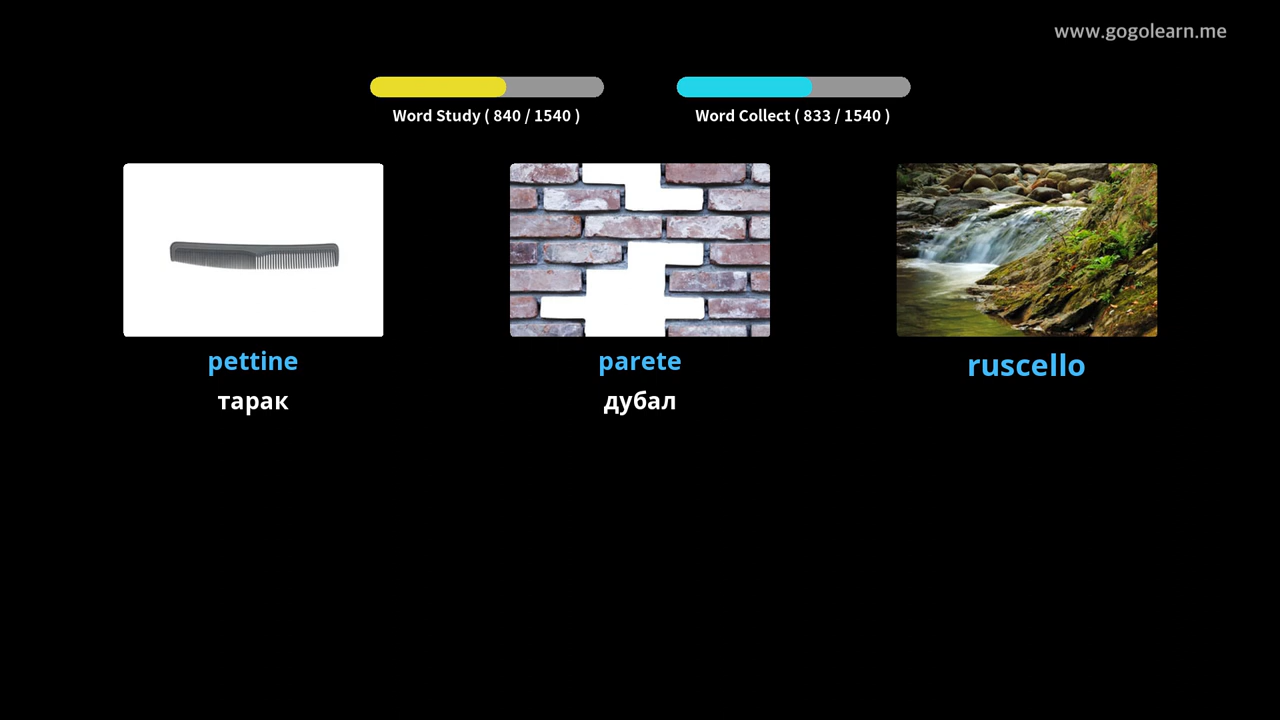 www.gogolearn.me
Word Study ( 840 / 1540 )
Word Collect ( 833 / 1540 )
pettine
parete
ruscello
тарак
дубал